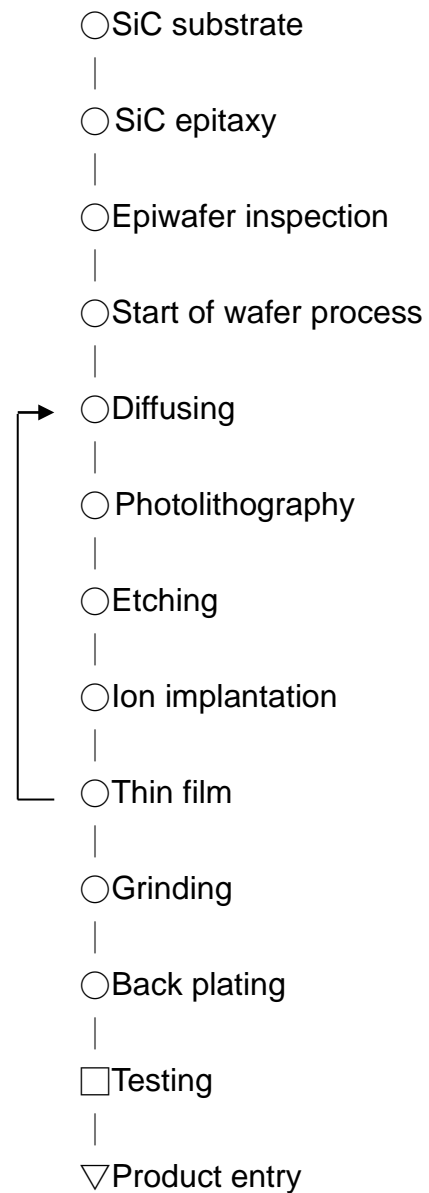 SiC substrate
SiC epitaxy
Epiwafer inspection
Start of wafer process
Diffusing
Photolithography
Etching
Ion implantation
Thin film
Grinding
Back plating
Testing
Product entry